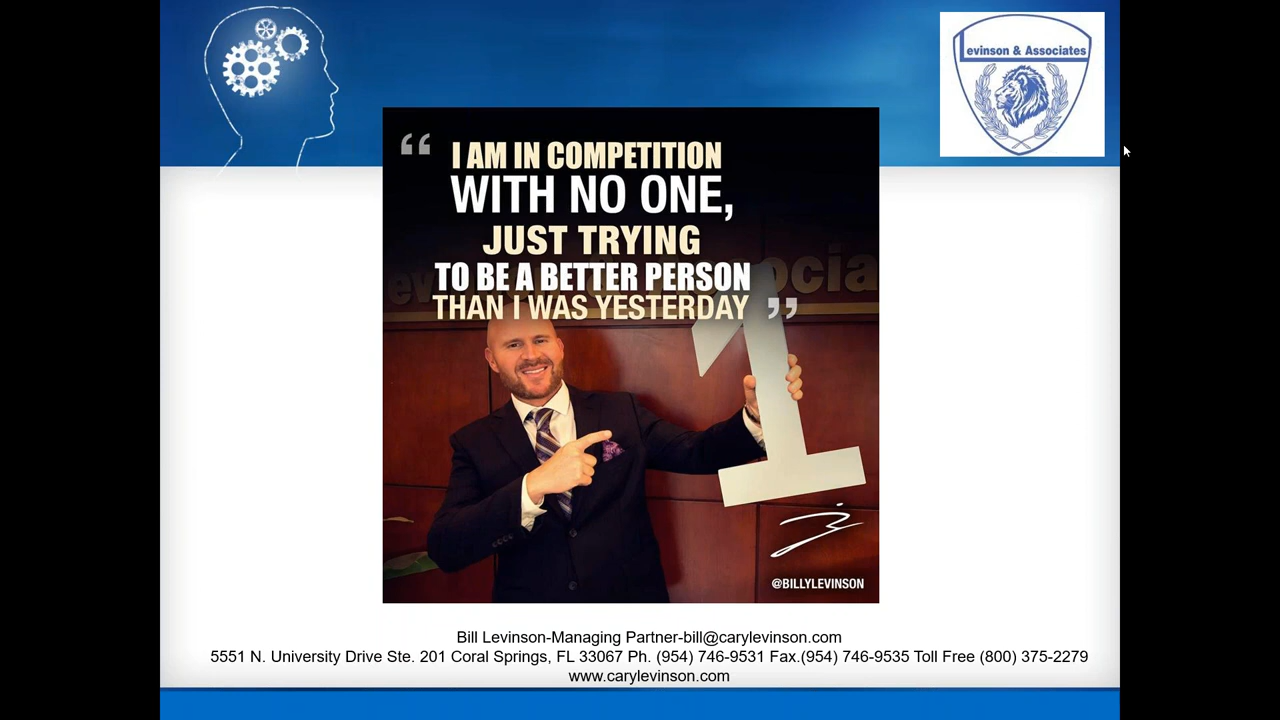 Levinson & Associates
“ I AM IN COMPETITION
WITH NO ONE,
JUST TRYING
TO BE A BETTER PERSON
THAN I WAS YESTERDAY ”
@BILLYLEVINSON
Bill Levinson-Managing Partner-bill@carylevinson.com
5551 N. University Drive Ste. 201 Coral Springs, FL 33067 Ph. (954) 746-9531 Fax.(954) 746-9535 Toll Free (800) 375-2279
www.carylevinson.com